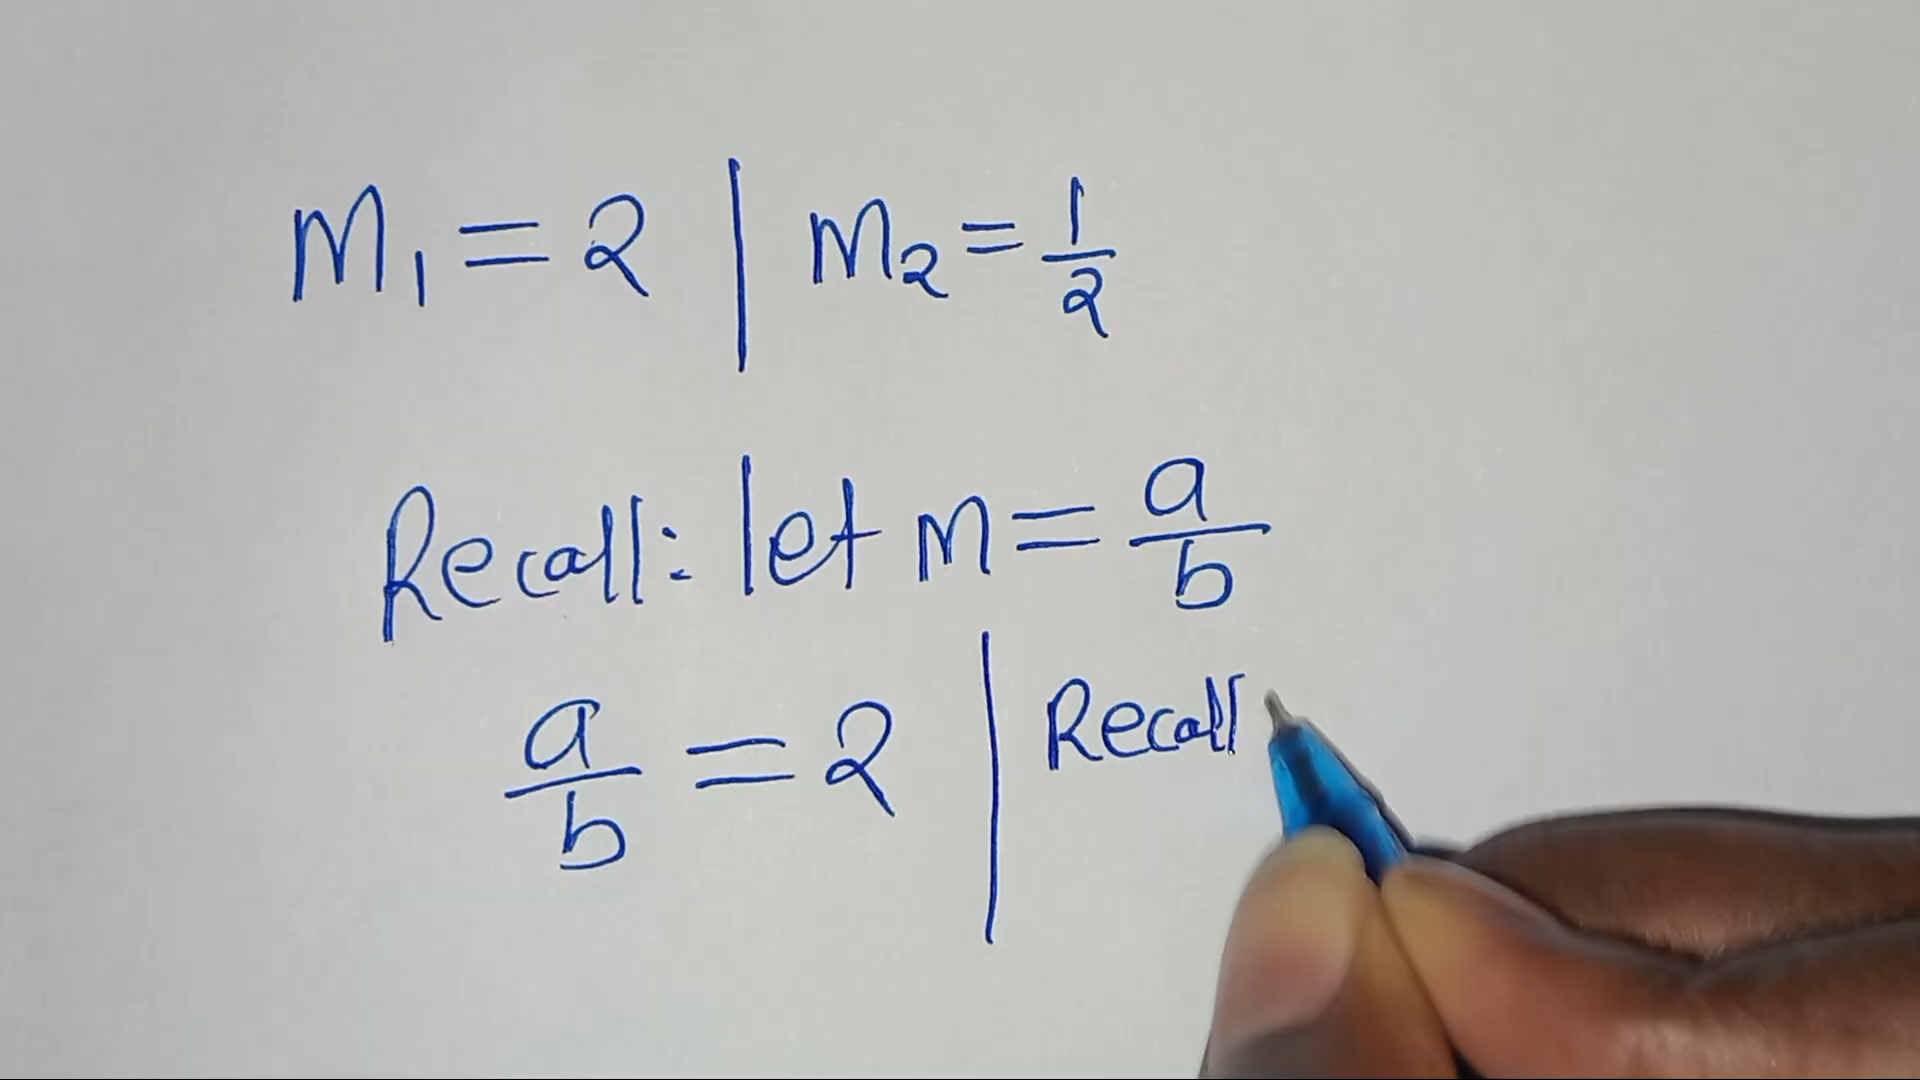 M₁ = 2 | m₂ = 1/2
Recall: let m = a/b
a/b = 2 | Recall